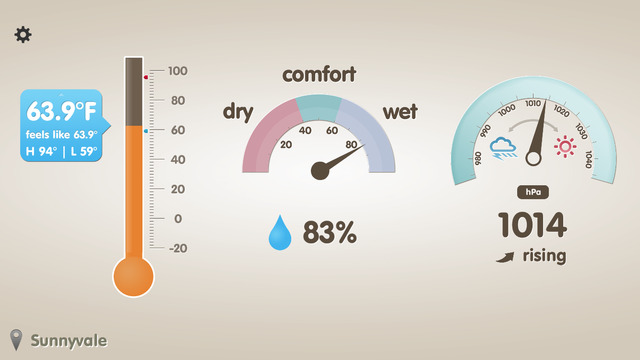 63.9°F
feels like 63.9°
H 94° | L 59°
100
80
60
40
20
0
-20
comfort
dry
wet
20
40
60
80
83%
980
990
1000
1010
1020
1030
1040
hPa
1014
rising
Sunnyvale